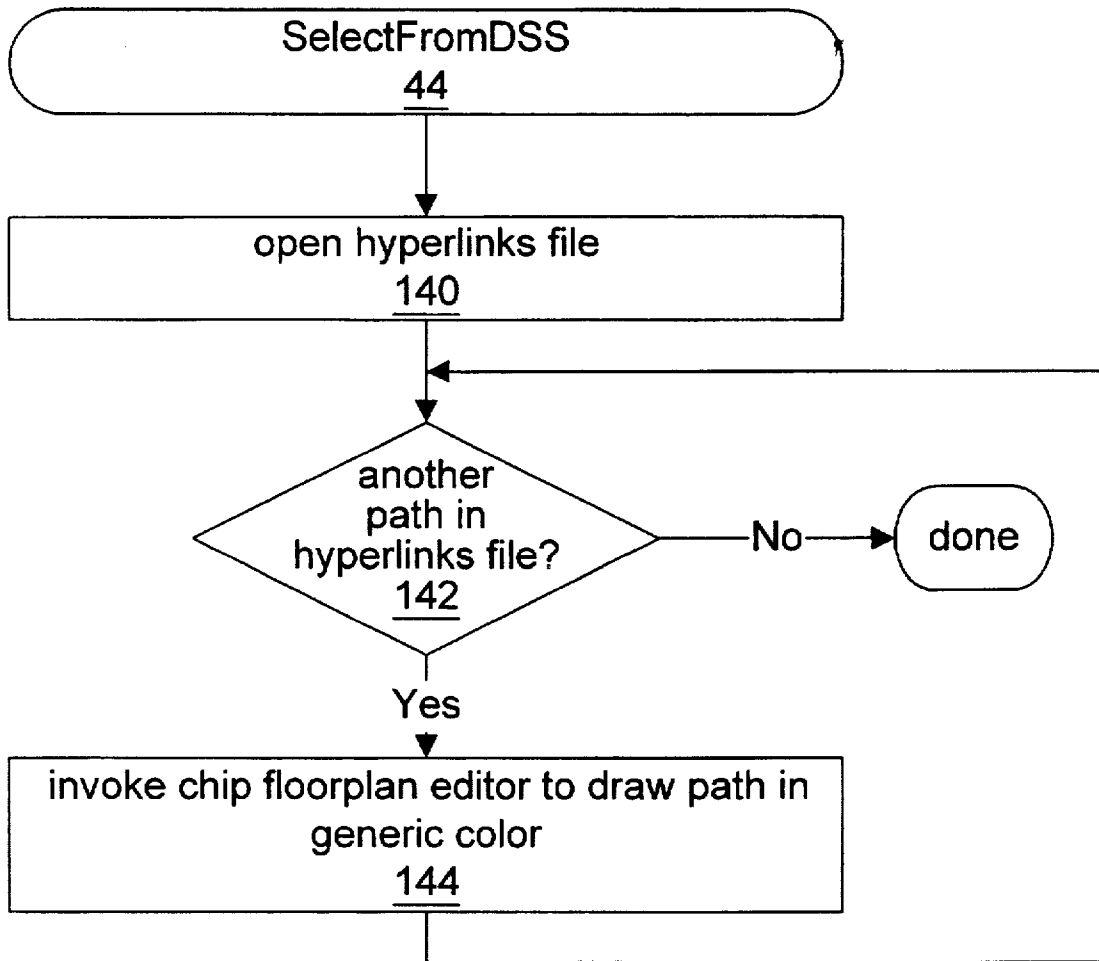 SelectFromDSS
44
open hyperlinks file
140
another
path in
hyperlinks file?
142
No
done
Yes
invoke chip floorplan editor to draw path in
generic color
144